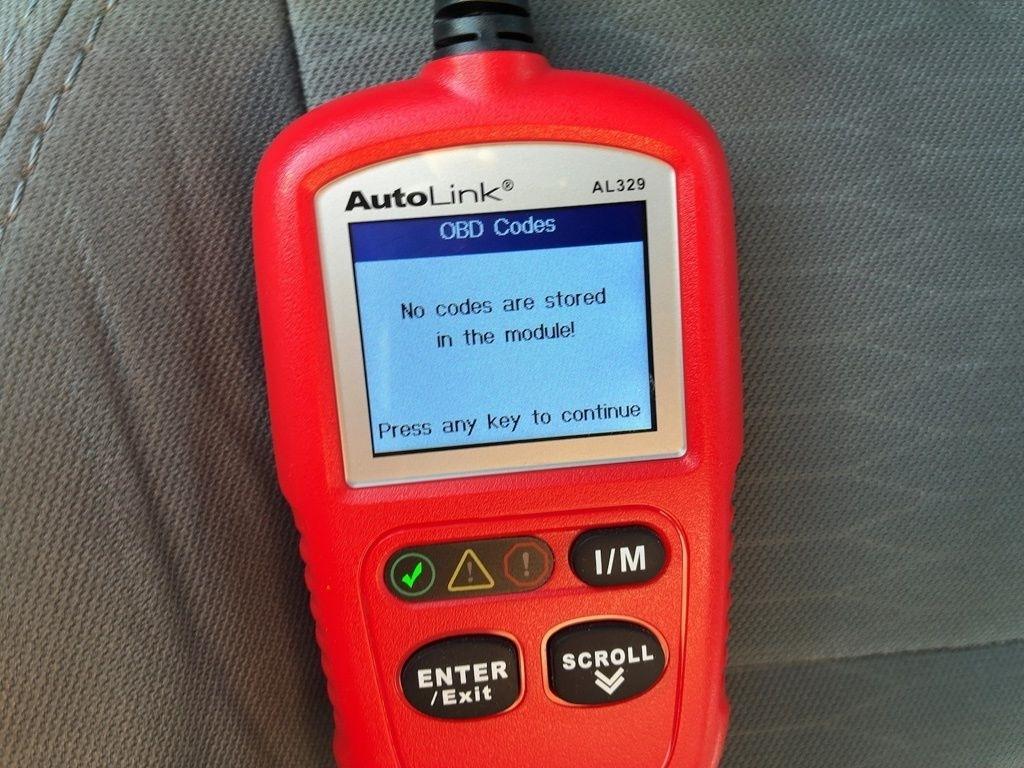 AutoLink® AL329
OBD Codes
No codes are stored
in the module!
Press any key to continue
I/M
ENTER
/Exit
SCROLL